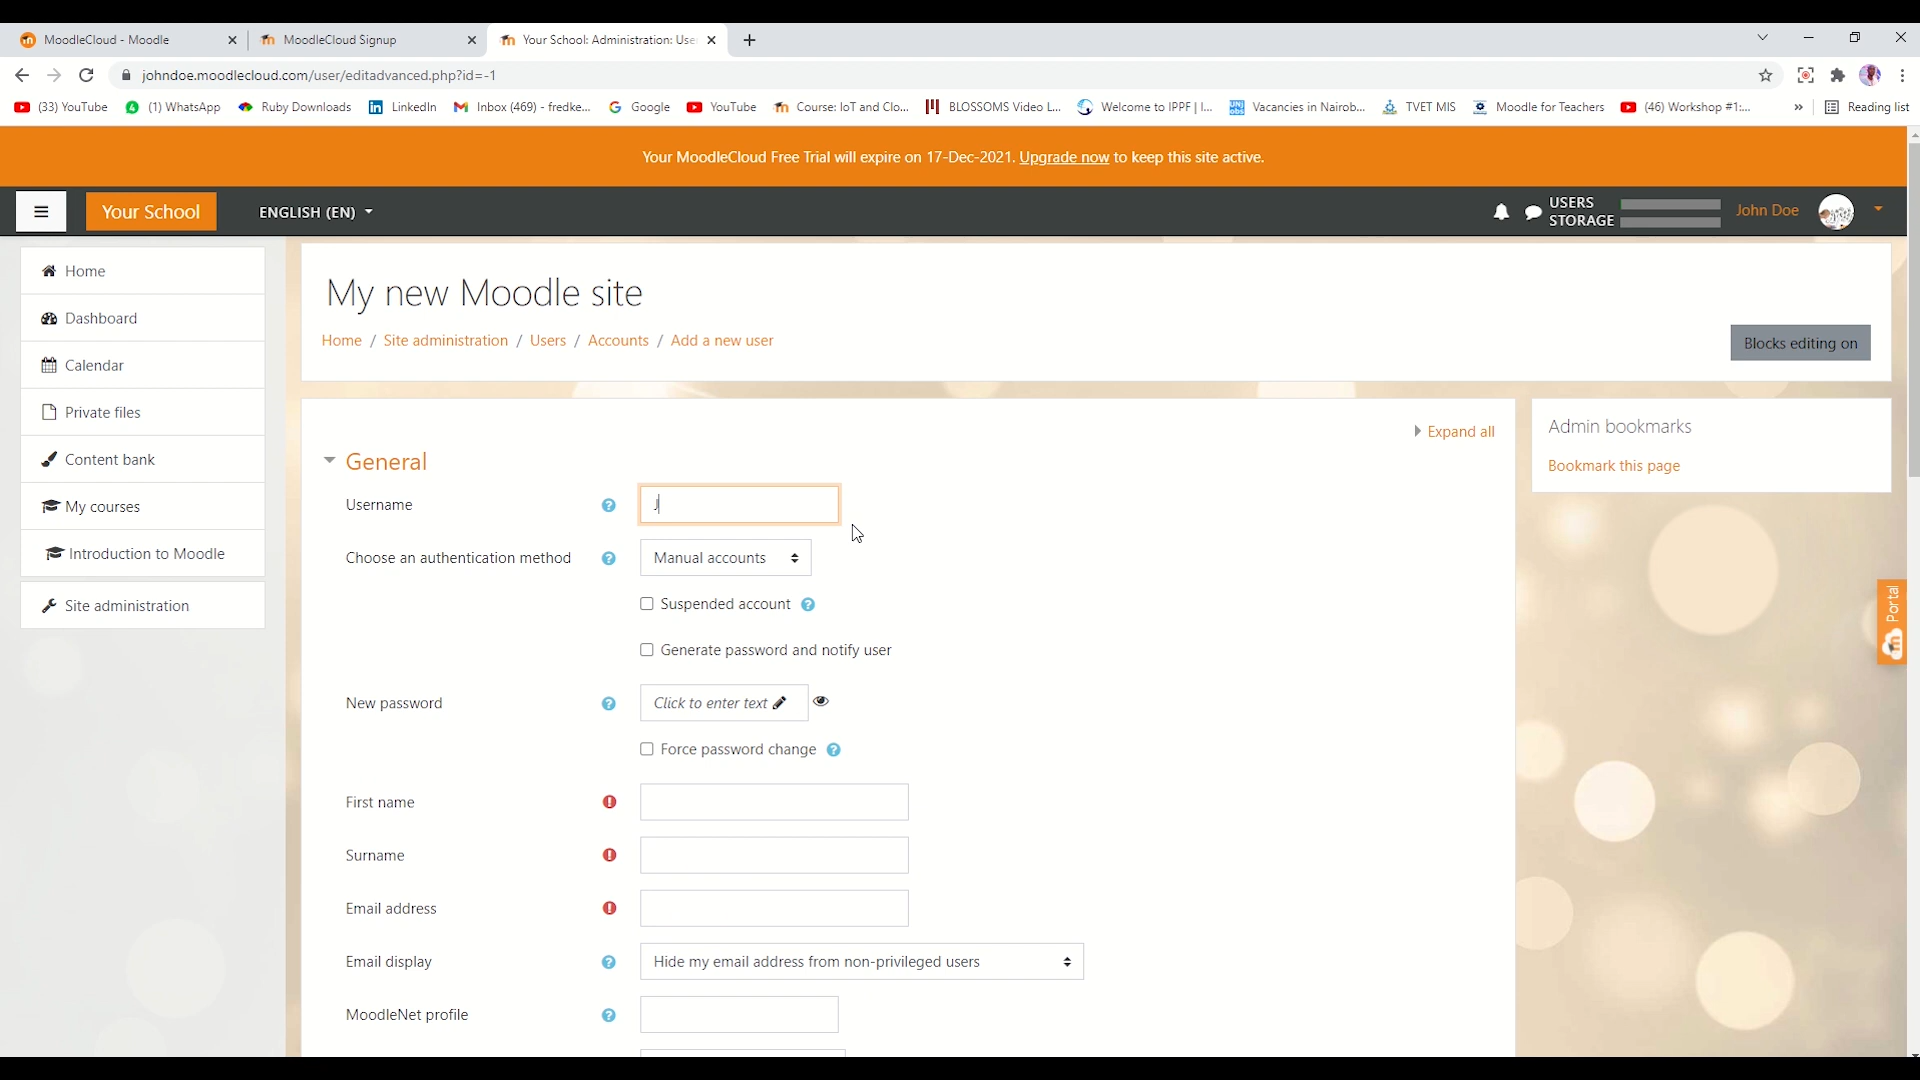 MoodleCloud - Moodle
MoodleCloud Signup
Your School: Administration: Use
johndoe.moodlecloud.com/user/editadvanced.php?id=-1
(33) YouTube
(1) WhatsApp
Ruby Downloads
LinkedIn
Inbox (469) - fredke...
Google
YouTube
Course: IoT and Clo...
BLOSSOMS Video L...
Welcome to IPPF | I...
Vacancies in Nairob...
TVET MIS
Moodle for Teachers
(46) Workshop #1:...
»
Reading list
Your MoodleCloud Free Trial will expire on 17-Dec-2021. Upgrade now to keep this site active.
Your School
ENGLISH (EN)
USERS
STORAGE
John Doe
Home
Dashboard
Calendar
Private files
Content bank
My courses
Introduction to Moodle
Site administration
My new Moodle site
Home / Site administration / Users / Accounts / Add a new user
Blocks editing on
Expand all
General
Username
J
Choose an authentication method
Manual accounts
Suspended account
Generate password and notify user
New password
Click to enter text
Force password change
First name
Surname
Email address
Email display
Hide my email address from non-privileged users
MoodleNet profile
Admin bookmarks
Bookmark this page
Portal